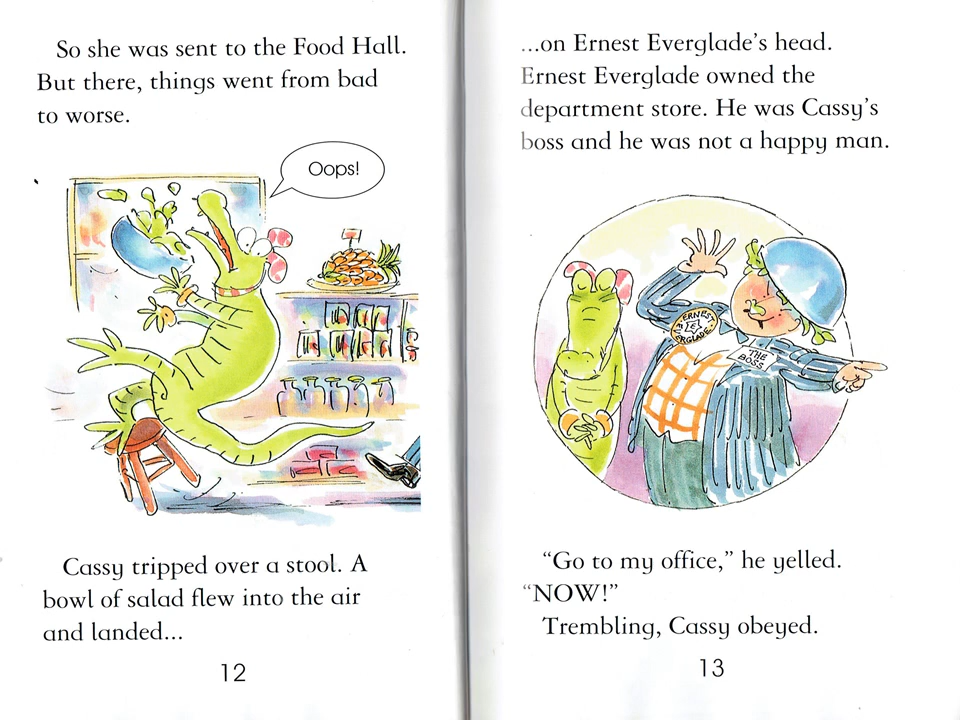 So she was sent to the Food Hall.
But there, things went from bad
to worse.
Oops!
Cassy tripped over a stool. A
bowl of salad flew into the air
and landed...
12
...on Ernest Everglade's head.
Ernest Everglade owned the
department store. He was Cassy's
boss and he was not a happy man.
ERNEST
E
EVERGLADE
THE
BOSS
“Go to my office,” he yelled.
“NOW!”
Trembling, Cassy obeyed.
13